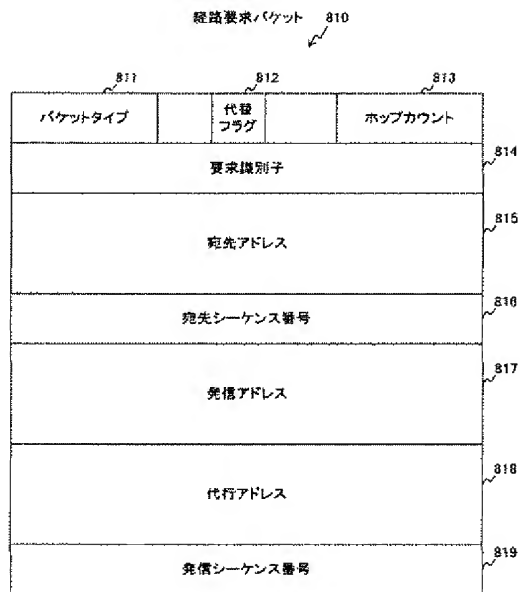 経路要求パケット 810
811 812 813
パケットタイプ 代替 ホップカウント
フラグ
814
要求識別子
815
宛先アドレス
816
宛先シーケンス番号
817
発信アドレス
818
代行アドレス
819
発信シーケンス番号